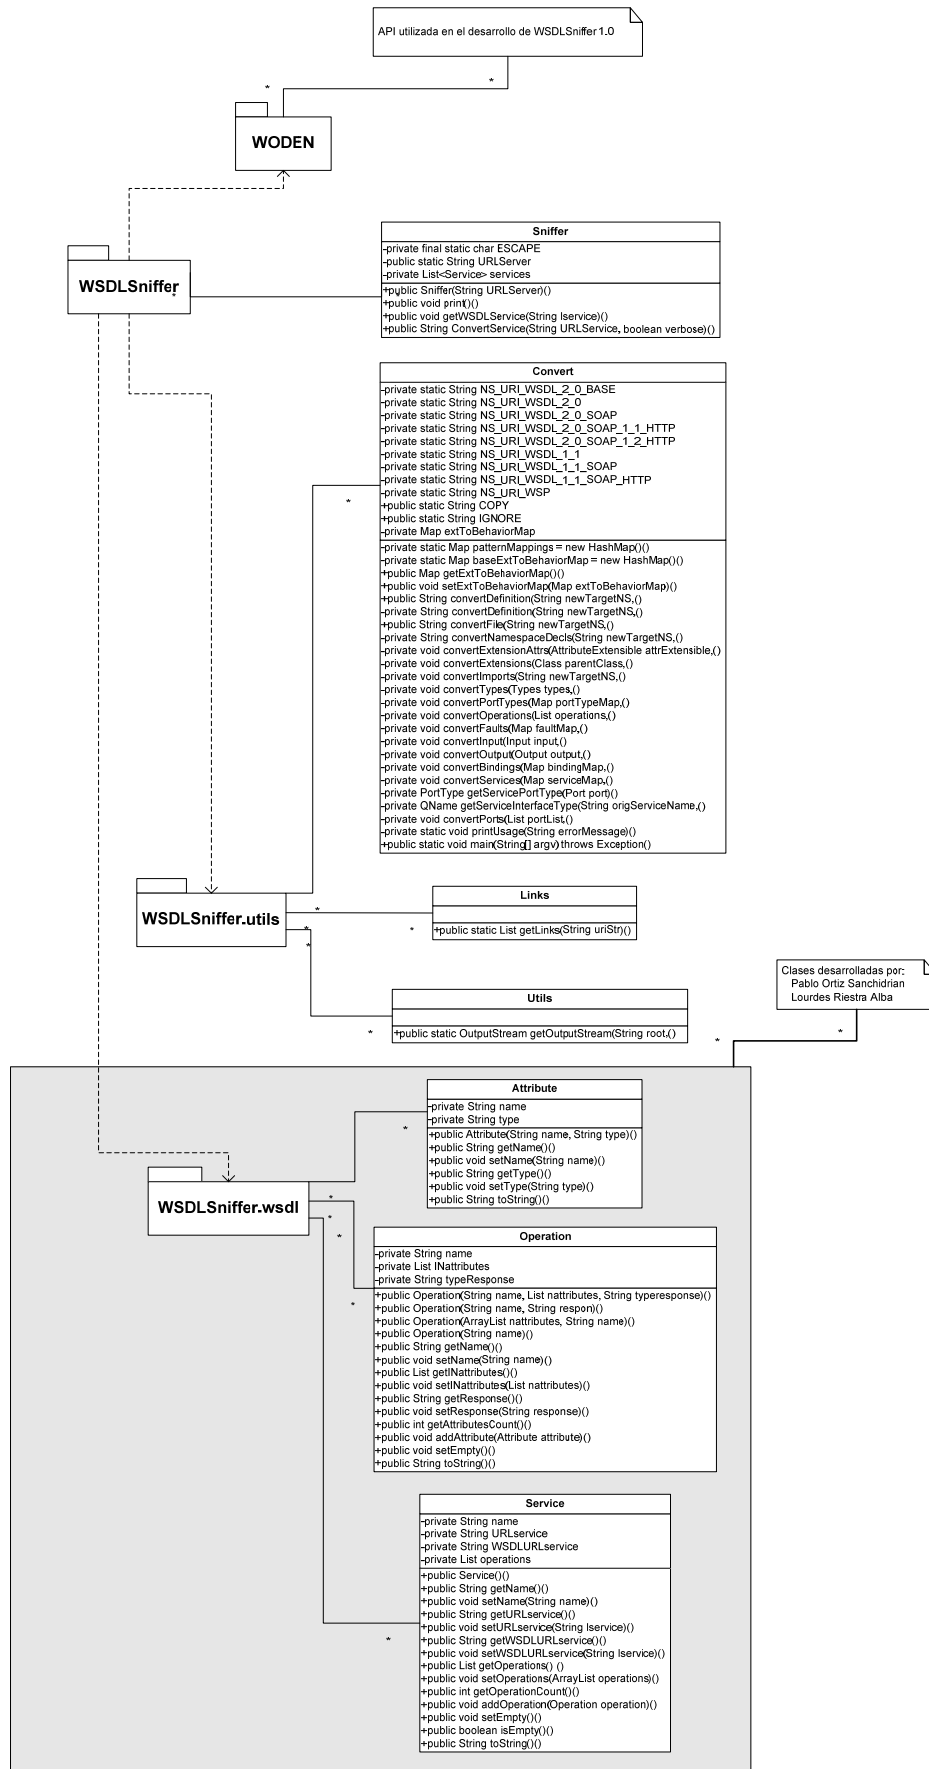 API utilizada en el desarrollo de WSDLSniffer 1.0
*
*
WODEN
WSDLSniffer
*
*
Sniffer
-private final static char ESCAPE
-public static String URLServer
-private List<Service> services
+public Sniffer(String URLServer)()
+public void print()()
+public void getWSDLService(String lservice)()
+public String ConvertService(String URLService, boolean verbose)()
Convert
-private static String NS_URI_WSDL_2_0_BASE
-private static String NS_URI_WSDL_2_0
-private static String NS_URI_WSDL_2_0_SOAP
-private static String NS_URI_WSDL_2_0_SOAP_1_1_HTTP
-private static String NS_URI_WSDL_2_0_SOAP_1_2_HTTP
-private static String NS_URI_WSDL_1_1
-private static String NS_URI_WSDL_1_1_SOAP
-private static String NS_URI_WSDL_1_1_SOAP_HTTP
-private static String NS_URI_WSP
+public static String COPY
+public static String IGNORE
-private Map extToBehaviorMap
-private static Map patternMappings = new HashMap()()
-private static Map baseExtToBehaviorMap = new HashMap()()
+public Map getExtToBehaviorMap()()
+public void setExtToBehaviorMap(Map extToBehaviorMap)()
+public String convertDefinition(String newTargetNS,()
-private String convertDefinition(String newTargetNS,()
+public String convertFile(String newTargetNS,()
-private String convertNamespaceDecls(String newTargetNS,()
-private void convertExtensionAttrs(AttributeExtensible attrExtensible,()
-private void convertExtensions(Class parentClass,()
-private void convertImports(String newTargetNS,()
-private void convertTypes(Types types,()
-private void convertPortTypes(Map portTypeMap,()
-private void convertOperations(List operations,()
-private void convertFaults(Map faultMap,()
-private void convertInput(Input input,()
-private void convertOutput(Output output,()
-private void convertBindings(Map bindingMap,()
-private void convertServices(Map serviceMap,()
-private PortType getServicePortType(Port port)()
-private QName getServiceInterfaceType(String origServiceName,()
-private void convertPorts(List portList,()
-private static void printUsage(String errorMessage)()
+public static void main(String[] argv) throws Exception()
*
WSDLSniffer.utils
*
*
*
*
Links
+public static List getLinks(String uriStr)()
Utils
+public static OutputStream getOutputStream(String root,()
*
Clases desarrolladas por:
Pablo Ortiz Sanchidrian
Lourdes Riestra Alba
*
*
Attribute
-private String name
-private String type
+public Attribute(String name, String type)()
+public String getName()()
+public void setName(String name)()
+public String getType()()
+public void setType(String type)()
+public String toString()()
*
WSDLSniffer.wsdl
*
*
*
Operation
-private String name
-private List INattributes
-private String typeResponse
+public Operation(String name, List nattributes, String typeresponse)()
+public Operation(String name, String respon)()
+public Operation(ArrayList nattributes, String name)()
+public Operation(String name)()
+public String getName()()
+public void setName(String name)()
+public List getINattributes()()
+public void setINattributes(List nattributes)()
+public String getResponse()()
+public void setResponse(String response)()
+public int getAttributesCount()()
+public void addAttribute(Attribute attribute)()
+public void setEmpty()()
+public String toString()()
*
Service
-private String name
-private String URLservice
-private String WSDLURLservice
-private List operations
+public Service()()
+public String getName()()
+public void setName(String name)()
+public String getURLservice()()
+public void setURLservice(String lservice)()
+public String getWSDLURLservice()()
+public void setWSDLURLservice(String lservice)()
+public List getOperations() ()
+public void setOperations(ArrayList operations)()
+public int getOperationCount()()
+public void addOperation(Operation operation)()
+public void setEmpty()()
+public boolean isEmpty()()
+public String toString()()
*